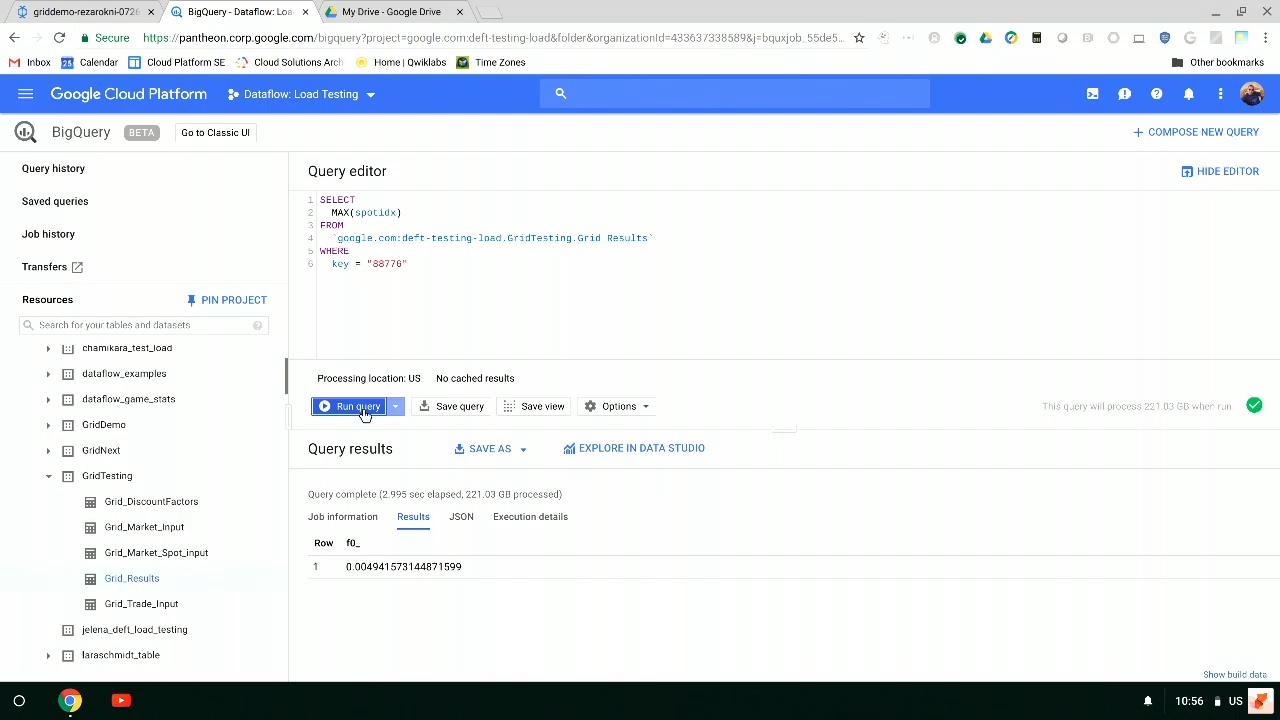 griddemo-rezarokni-0726
BigQuery - Dataflow: Loa
My Drive - Google Drive
Secure
https://pantheon.corp.google.com/bigquery?project=google.com:deft-testing-load&folder&organizationId=433637338589&j=bquxjob_55de5...
Inbox
Calendar
Cloud Platform SE
Cloud Solutions Arch
Home | Qwiklabs
Time Zones
Other bookmarks
Google Cloud Platform
Dataflow: Load Testing
BigQuery
BETA
Go to Classic UI
COMPOSE NEW QUERY
Query history
Saved queries
Job history
Transfers
Resources
PIN PROJECT
Search for your tables and datasets
chamikara_test_load
dataflow_examples
dataflow_game_stats
GridDemo
GridNext
GridTesting
Grid_DiscountFactors
Grid_Market_Input
Grid_Market_Spot_input
Grid_Results
Grid_Trade_Input
jelena_deft_load_testing
laraschmidt_table
Query editor
HIDE EDITOR
1 SELECT
2 MAX(spotidx)
3 FROM
4 `google.com:deft-testing-load.GridTesting.Grid_Results`
5 WHERE
6 key = "88776"
Processing location: US
No cached results
Run query
Save query
Save view
Options
This query will process 221.03 GB when run.
Query results
SAVE AS
EXPLORE IN DATA STUDIO
Query complete (2.995 sec elapsed, 221.03 GB processed)
Job information
Results
JSON
Execution details
Row f0_
1 0.004941573144871599
Show build data
10:56
US